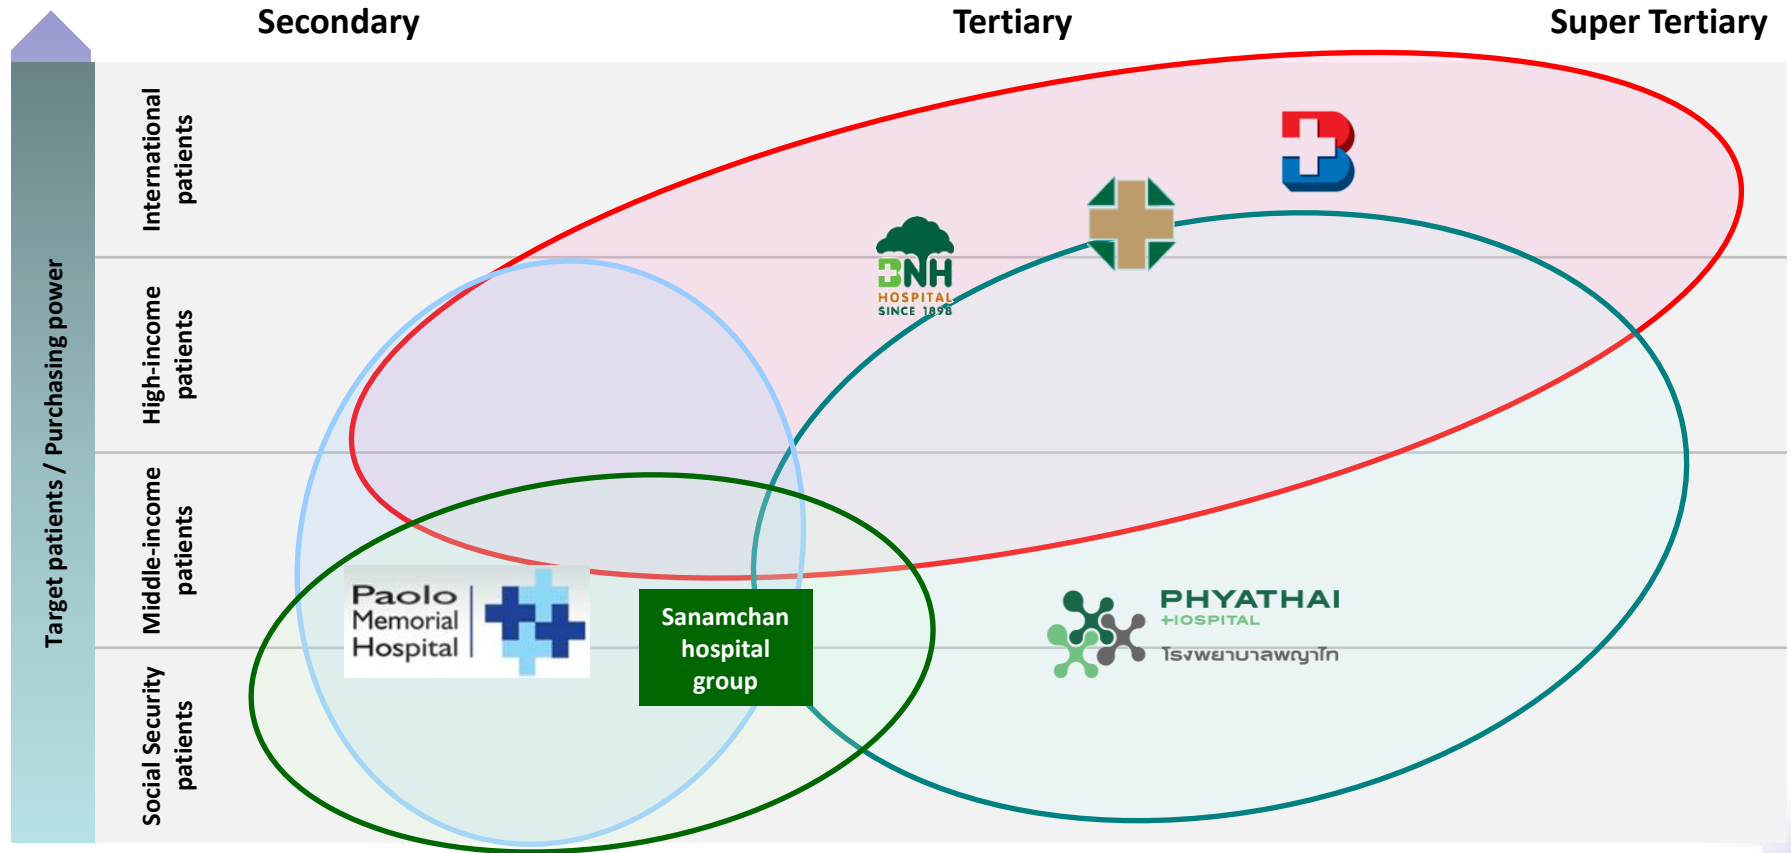 Secondary
Tertiary
Super Tertiary
Target patients / Purchasing power
International
patients
High-income
patients
Middle-income
patients
Social Security
patients
BNH
HOSPITAL
SINCE 1898
B
Paolo
Memorial
Hospital
Sanamchan
hospital
group
PHYATHAI
HOSPITAL
โรงพยาบาลพญาไท